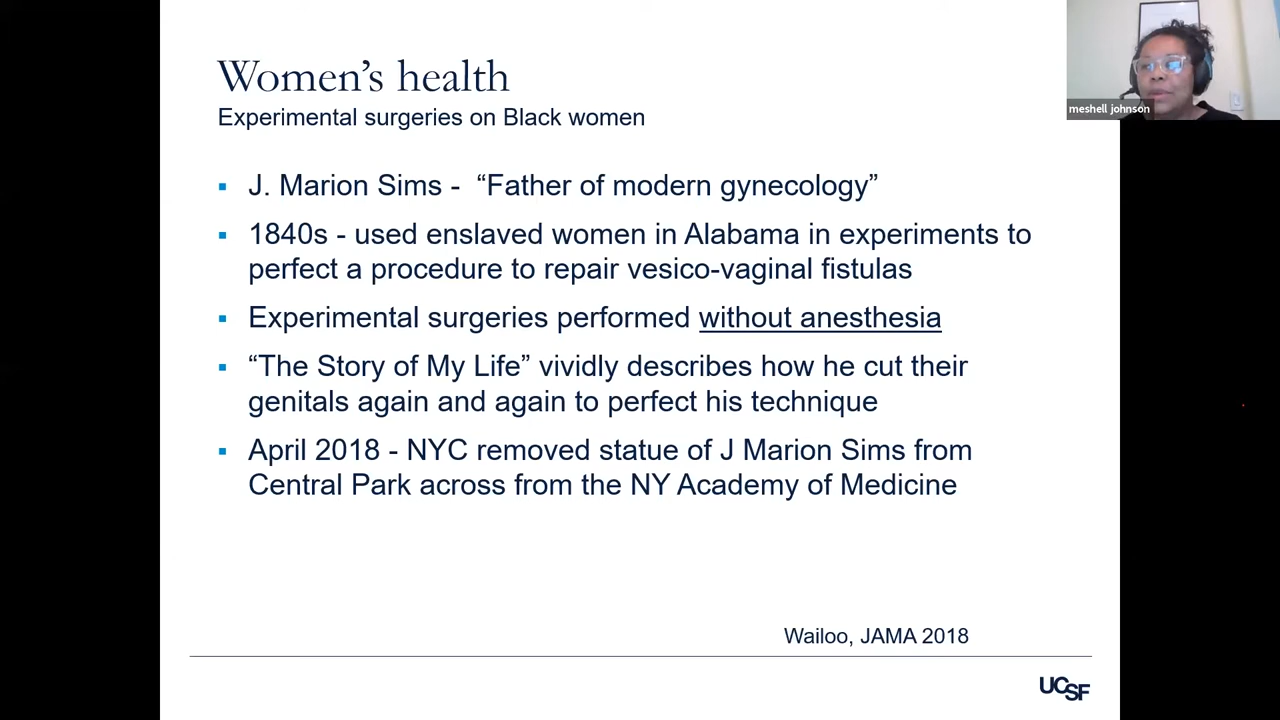 Women's health
Experimental surgeries on Black women
▪ J. Marion Sims - “Father of modern gynecology”
▪ 1840s - used enslaved women in Alabama in experiments to
perfect a procedure to repair vesico-vaginal fistulas
▪ Experimental surgeries performed without anesthesia
▪ “The Story of My Life” vividly describes how he cut their
genitals again and again to perfect his technique
▪ April 2018 - NYC removed statue of J Marion Sims from
Central Park across from the NY Academy of Medicine
Wailoo, JAMA 2018
UCSF
meshell johnson